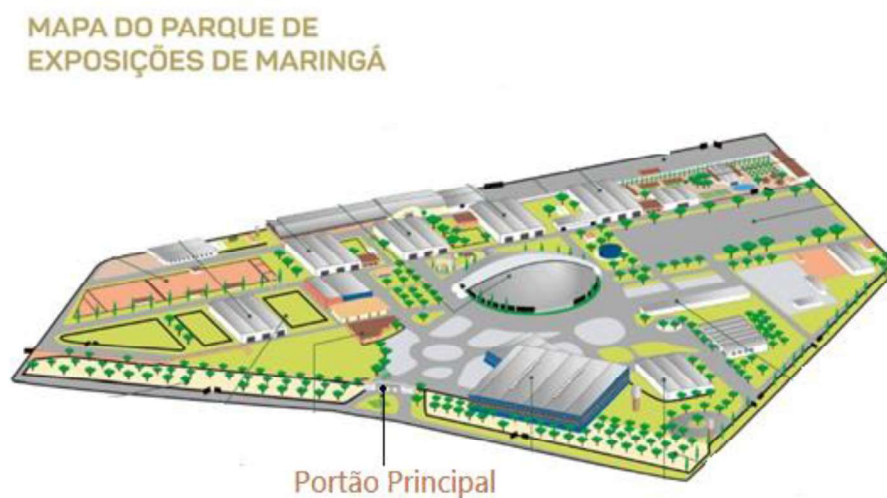 MAPA DO PARQUE DE
EXPOSIÇÕES DE MARINGÁ
Portão Principal